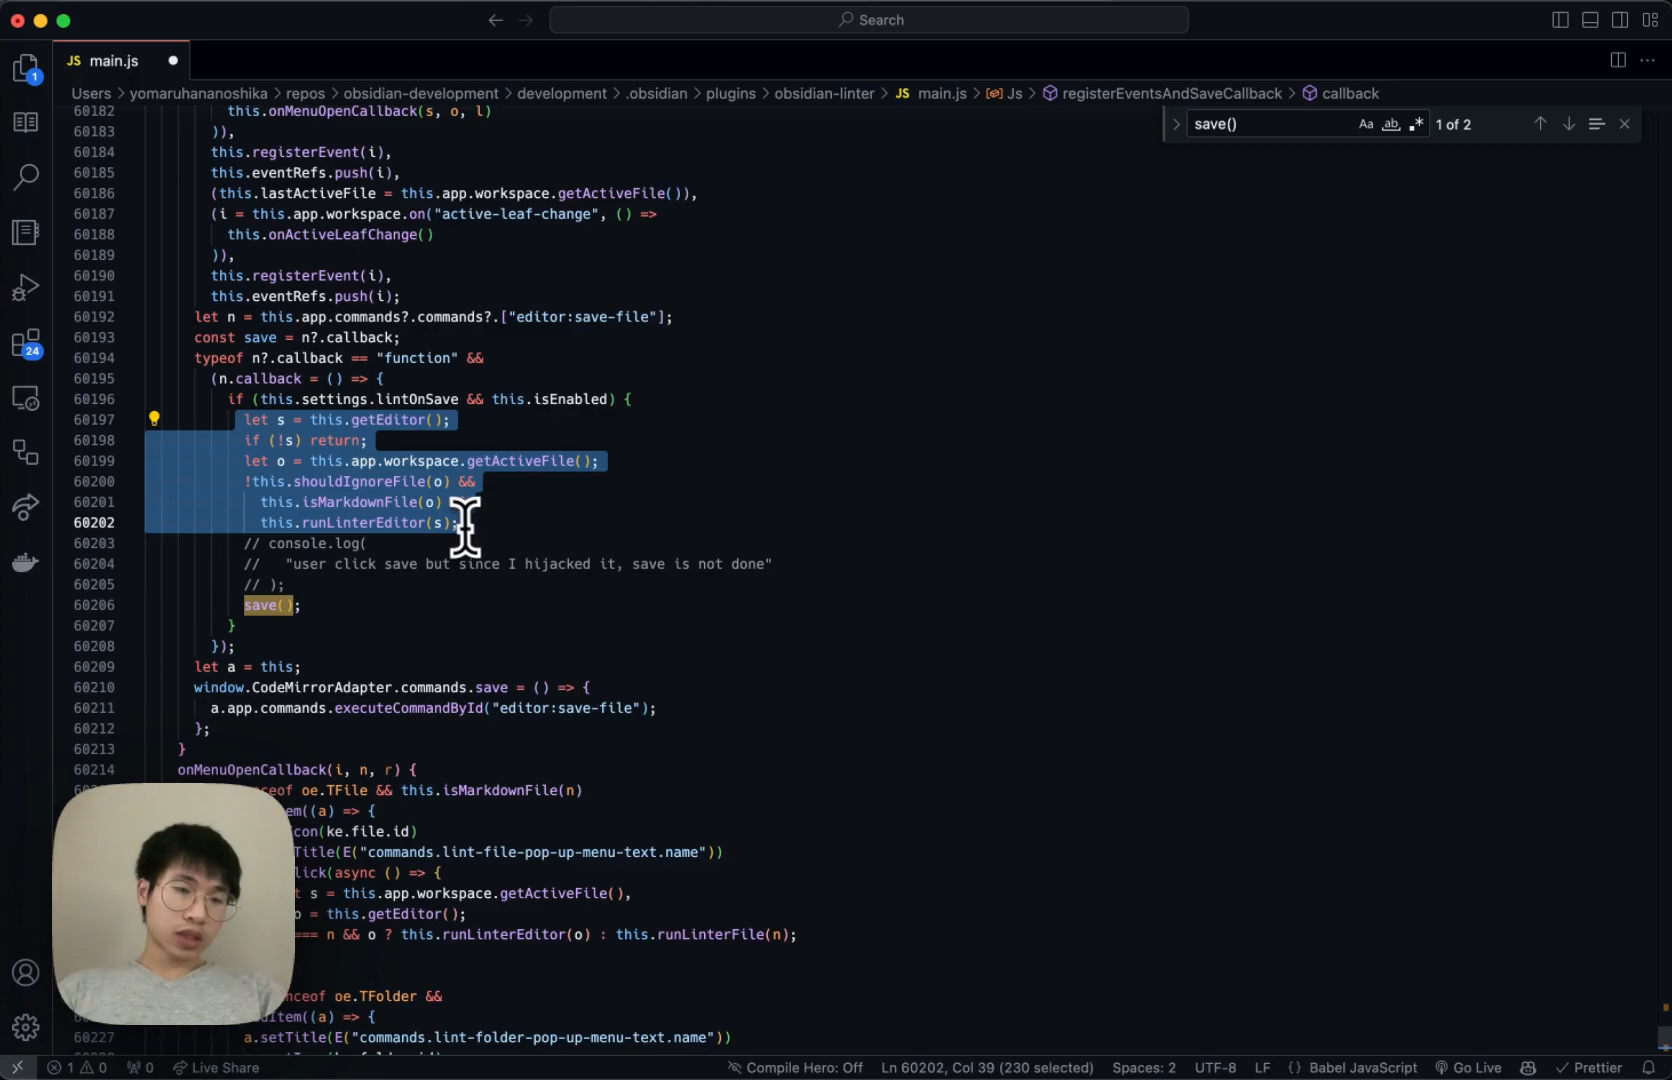 Search
JS main.js
Users > yomaruhananoshika > repos > obsidian-development > development > .obsidian > plugins > obsidian-linter > JS main.js > Js > registerEventsAndSaveCallback > callback
save() Aa ab .* 1 of 2
1
24
60182 this.onMenuOpenCallback(s, o, l)
60183 )),
60184 this.registerEvent(i),
60185 this.eventRefs.push(i),
60186 (this.lastActiveFile = this.app.workspace.getActiveFile()),
60187 (i = this.app.workspace.on("active-leaf-change", () =>
60188 this.onActiveLeafChange()
60189 )),
60190 this.registerEvent(i),
60191 this.eventRefs.push(i);
60192 let n = this.app.commands?.commands?.["editor:save-file"];
60193 const save = n?.callback;
60194 typeof n?.callback == "function" &&
60195 (n.callback = () => {
60196 if (this.settings.lintOnSave && this.isEnabled) {
60197 let s = this.getEditor();
60198 if (!s) return;
60199 let o = this.app.workspace.getActiveFile();
60200 !this.shouldIgnoreFile(o) &&
60201 this.isMarkdownFile(o)
60202 this.runLinterEditor(s);
60203 // console.log(
60204 // "user click save but since I hijacked it, save is not done"
60205 // );
60206 save();
60207 }
60208 });
60209 let a = this;
60210 window.CodeMirrorAdapter.commands.save = () => {
60211 a.app.commands.executeCommandById("editor:save-file");
60212 };
60213 }
60214 onMenuOpenCallback(i, n, r) {
ceof oe.TFile && this.isMarkdownFile(n)
em((a) => {
con(ke.file.id)
Title(E("commands.lint-file-pop-up-menu-text.name"))
lick(async () => {
t s = this.app.workspace.getActiveFile(),
o = this.getEditor();
=== n && o ? this.runLinterEditor(o) : this.runLinterFile(n);
nceof oe.TFolder &&
dItem((a) => {
60227 a.setTitle(E("commands.lint-folder-pop-up-menu-text.name"))
1 0 0 Live Share Compile Hero: Off Ln 60202, Col 39 (230 selected) Spaces: 2 UTF-8 LF {} Babel JavaScript Go Live Prettier